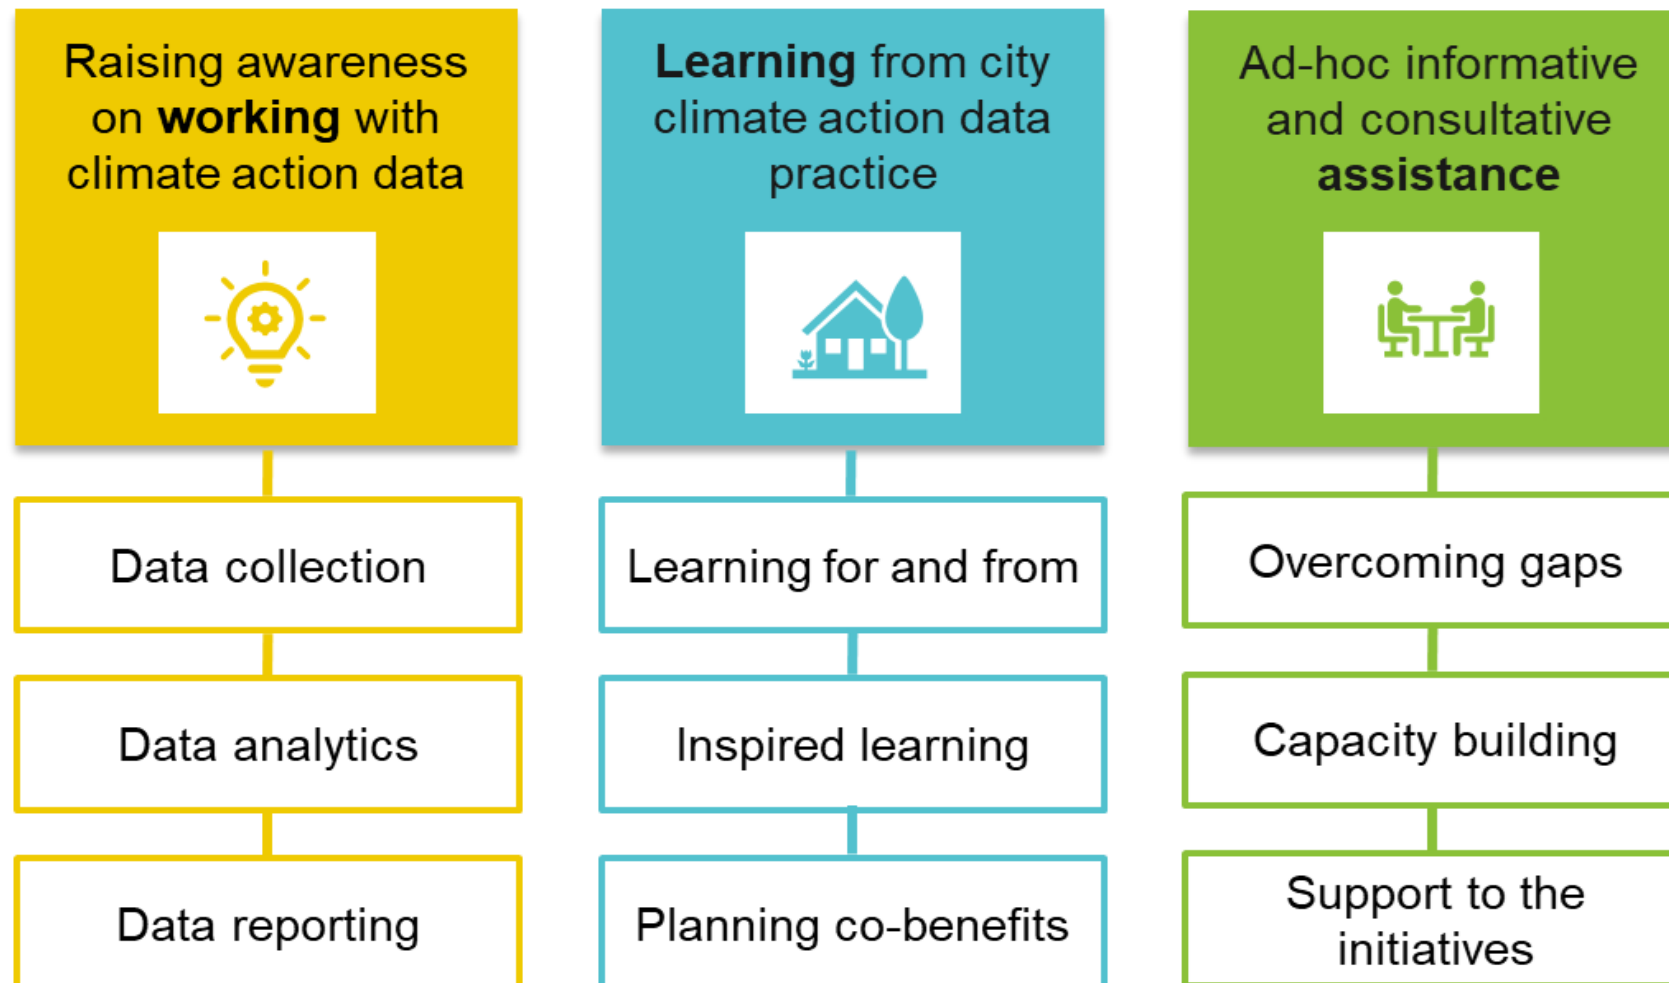 Raising awareness
on working with
climate action data
Data collection
Data analytics
Data reporting
Learning from city
climate action data
practice
Learning for and from
Inspired learning
Planning co-benefits
Ad-hoc informative
and consultative
assistance
Overcoming gaps
Capacity building
Support to the
initiatives